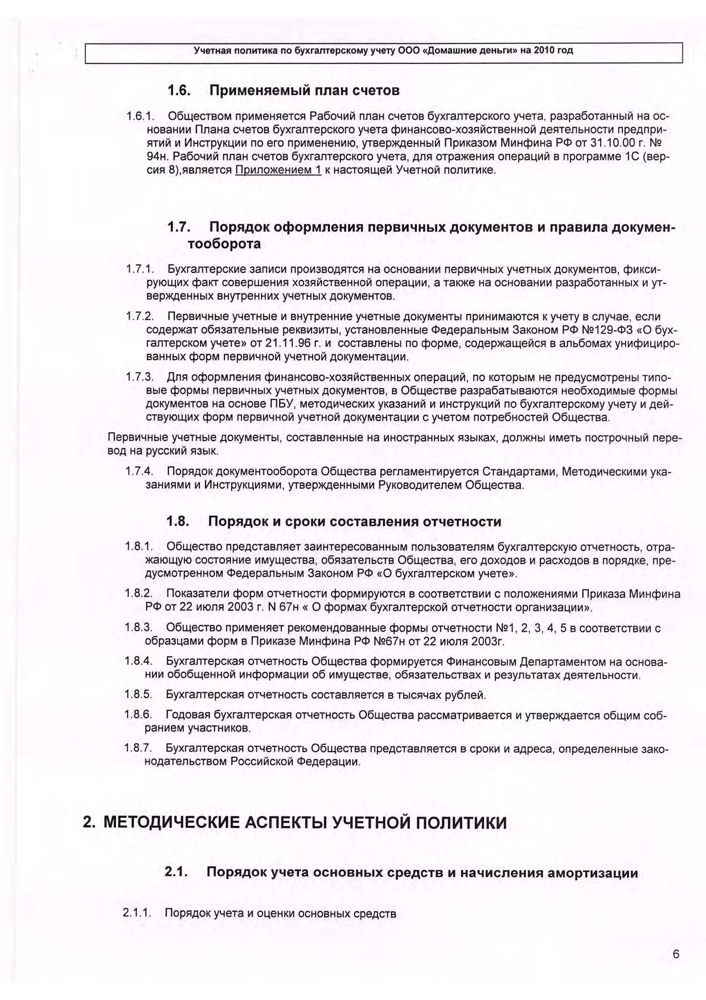 Учетная политика по бухгалтерскому учету ООО «Домашние деньги» на 2010 год
1.6. Применяемый план счетов
1.6.1. Обществом применяется Рабочий план счетов бухгалтерского учета, разработанный на ос-
новании Плана счетов бухгалтерского учета финансово-хозяйственной деятельности предпри-
ятий и Инструкции по его применению, утвержденный Приказом Минфина РФ от 31.10.00 г. №
94н. Рабочий план счетов бухгалтерского учета, для отражения операций в программе 1С (вер-
сия 8),является Приложением 1 к настоящей Учетной политике.
1.7. Порядок оформления первичных документов и правила докумен-
тооборота
1.7.1. Бухгалтерские записи производятся на основании первичных учетных документов, фикси-
рующих факт совершения хозяйственной операции, а также на основании разработанных и ут-
вержденных внутренних учетных документов.
1.7.2. Первичные учетные и внутренние учетные документы принимаются к учету в случае, если
содержат обязательные реквизиты, установленные Федеральным Законом РФ №129-ФЗ «О бух-
галтерском учете» от 21.11.96 г. и составлены по форме, содержащейся в альбомах унифициро-
ванных форм первичной учетной документации.
1.7.3. Для оформления финансово-хозяйственных операций, по которым не предусмотрены типо-
вые формы первичных учетных документов, в Обществе разрабатываются необходимые формы
документов на основе ПБУ, методических указаний и инструкций по бухгалтерскому учету и дей-
ствующих форм первичной учетной документации с учетом потребностей Общества.
Первичные учетные документы, составленные на иностранных языках, должны иметь построчный пере-
вод на русский язык.
1.7.4. Порядок документооборота Общества регламентируется Стандартами, Методическими ука-
заниями и Инструкциями, утвержденными Руководителем Общества.
1.8. Порядок и сроки составления отчетности
1.8.1. Общество представляет заинтересованным пользователям бухгалтерскую отчетность, отра-
жающую состояние имущества, обязательств Общества, его доходов и расходов в порядке, пре-
дусмотренном Федеральным Законом РФ «О бухгалтерском учете».
1.8.2. Показатели форм отчетности формируются в соответствии с положениями Приказа Минфина
РФ от 22 июля 2003 г. N 67н « О формах бухгалтерской отчетности организации».
1.8.3. Общество применяет рекомендованные формы отчетности №1, 2, 3, 4, 5 в соответствии с
образцами форм в Приказе Минфина РФ №67н от 22 июля 2003г.
1.8.4. Бухгалтерская отчетность Общества формируется Финансовым Департаментом на основа-
нии обобщенной информации об имуществе, обязательствах и результатах деятельности.
1.8.5. Бухгалтерская отчетность составляется в тысячах рублей.
1.8.6. Годовая бухгалтерская отчетность Общества рассматривается и утверждается общим соб-
ранием участников.
1.8.7. Бухгалтерская отчетность Общества представляется в сроки и адреса, определенные зако-
нодательством Российской Федерации.
2. МЕТОДИЧЕСКИЕ АСПЕКТЫ УЧЕТНОЙ ПОЛИТИКИ
2.1. Порядок учета основных средств и начисления амортизации
2.1.1. Порядок учета и оценки основных средств
6